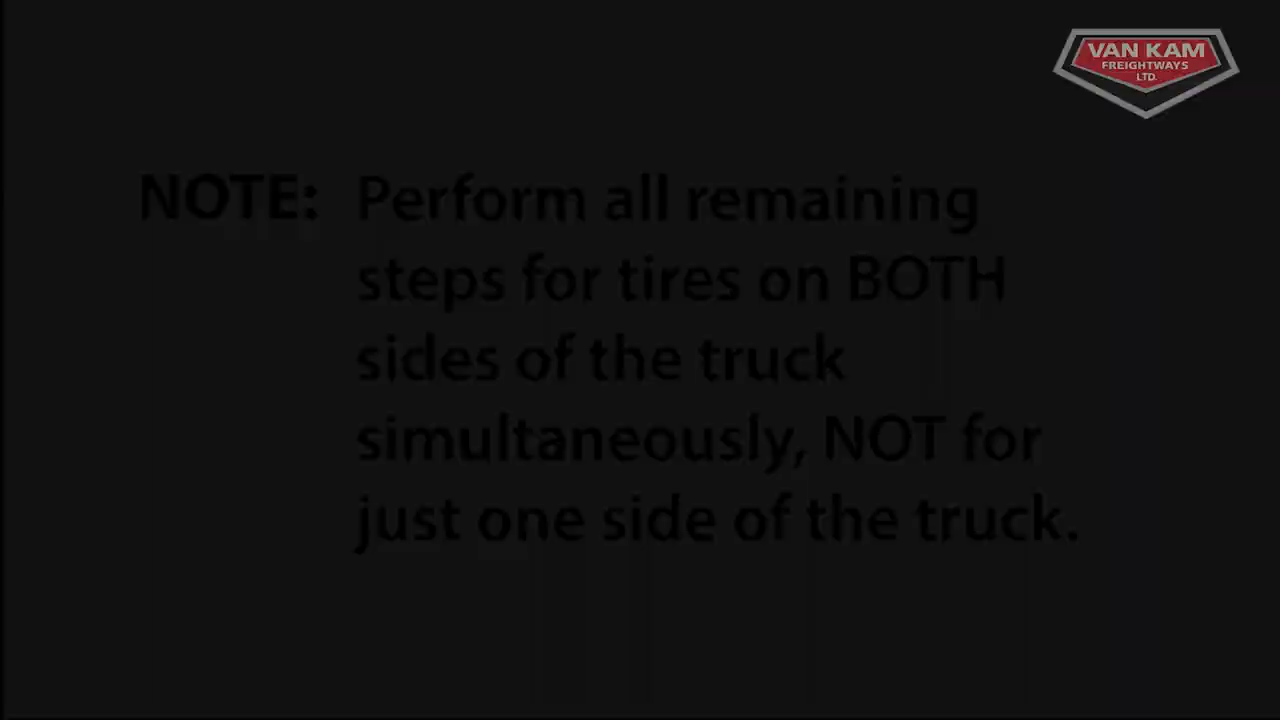 VAN KAM
FREIGHTWAYS
LTD.
NOTE: Perform all remaining
steps for tires on BOTH
sides of the truck
simultaneously, NOT for
just one side of the truck.